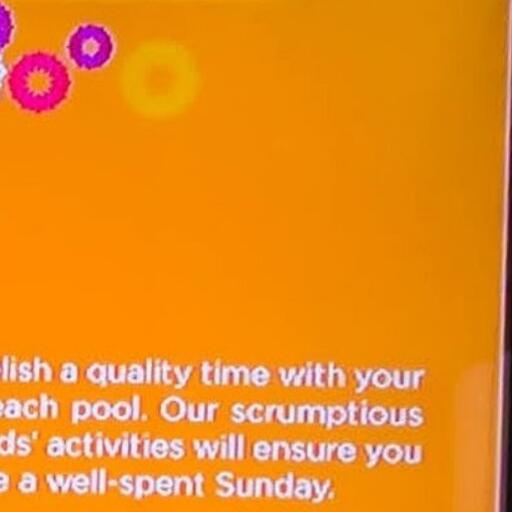 lish a quality time with your
each pool. Our scrumptious
ds' activities will ensure you
a well-spent Sunday.